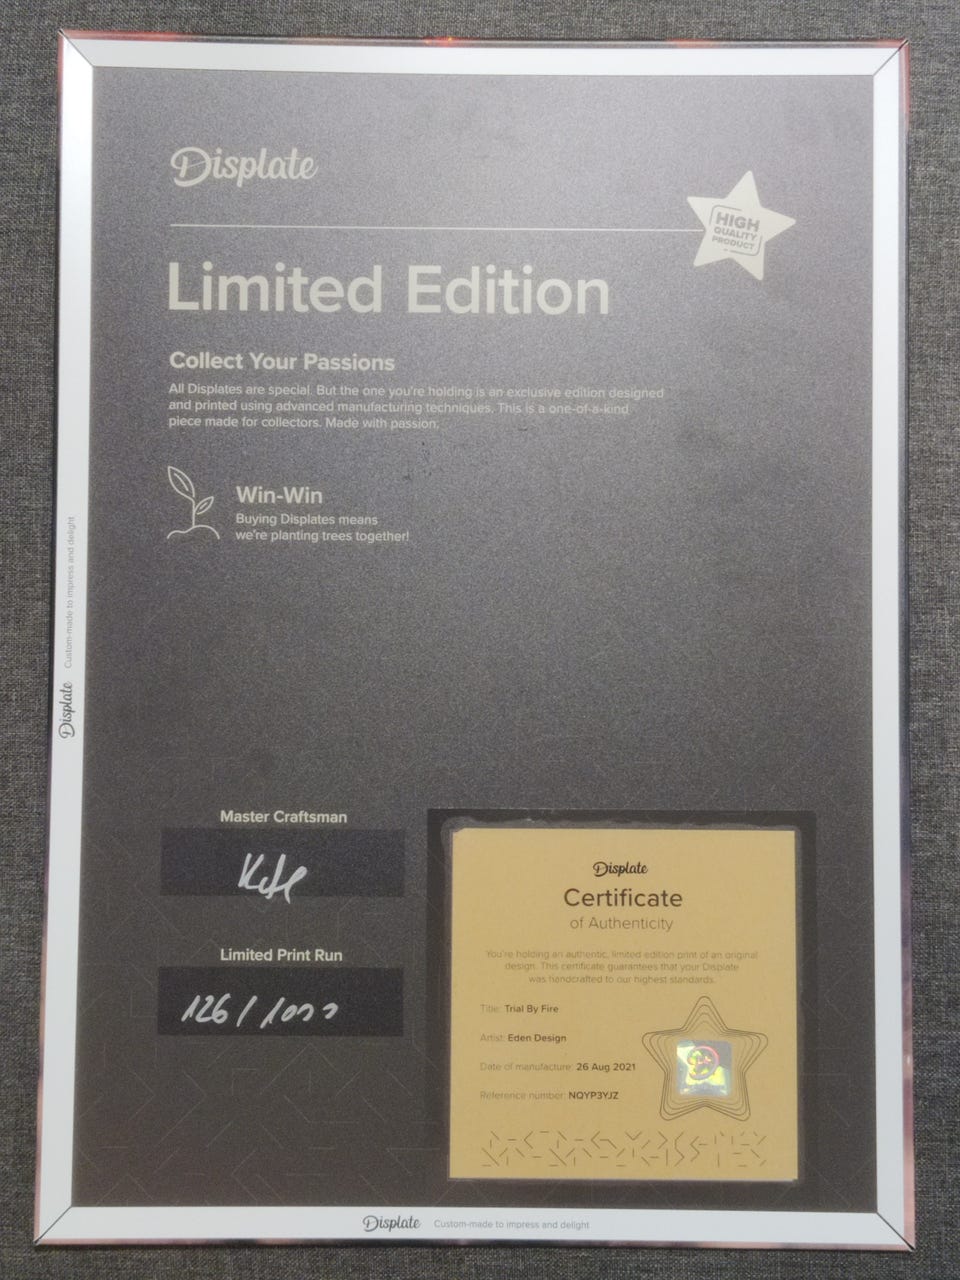 Displate
HIGH
QUALITY
PRODUCT
Limited Edition
Collect Your Passions
All Displates are special. But the one you're holding is an exclusive edition designed
and printed using advanced manufacturing techniques. This is a one-of-a-kind
piece made for collectors. Made with passion.
Win-Win
Buying Displates means
we're planting trees together!
Displate Custom-made to impress and delight
Master Craftsman
Limited Print Run
126 / 1000
Displate
Certificate
of Authenticity
You're holding an authentic, limited edition print of an original
design. This certificate guarantees that your Displate
was handcrafted to our highest standards.
Title: Trial By Fire
Artist: Eden Design
Date of manufacture: 26 Aug 2021
Reference number: NQYP3YJZ
Displate Custom-made to impress and delight